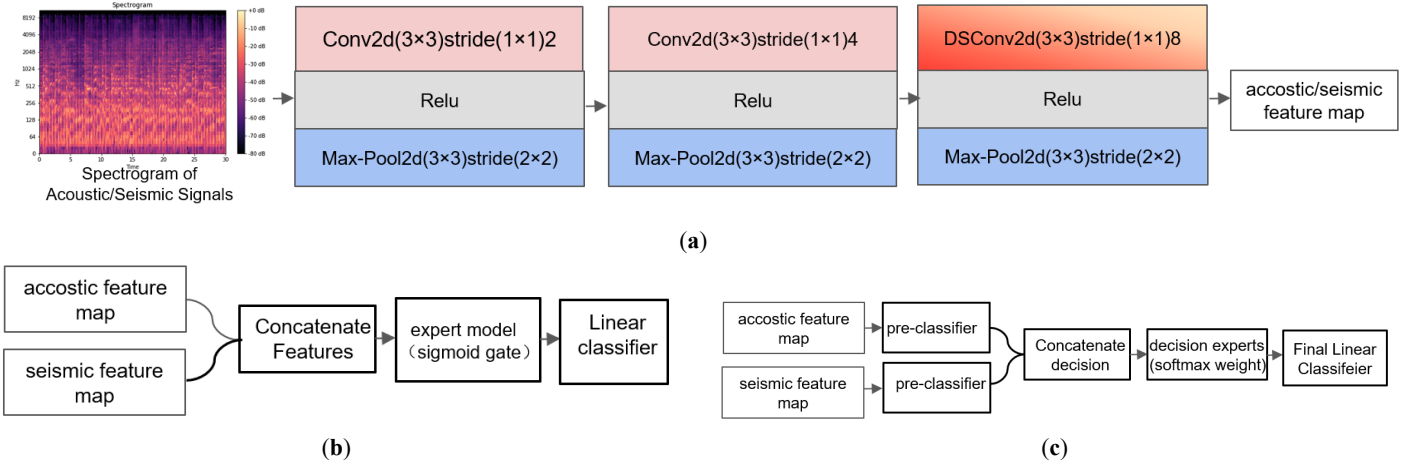 Spectrogram
8192
4096
2048
1024
512
256
128
64
0
Hz
0
5
10
15
20
25
30
Time
+0 dB
-10 dB
-20 dB
-30 dB
-40 dB
-50 dB
-60 dB
-70 dB
-80 dB
Spectrogram of
Acoustic/Seismic Signals
Conv2d(3×3)stride(1×1)2
Relu
Max-Pool2d(3×3)stride(2×2)
Conv2d(3×3)stride(1×1)4
Relu
Max-Pool2d(3×3)stride(2×2)
DSConv2d(3×3)stride(1×1)8
Relu
Max-Pool2d(3×3)stride(2×2)
accostic/seismic
feature map
(a)
accostic feature
map
seismic feature
map
Concatenate
Features
expert model
（sigmoid gate）
Linear
classifier
(b)
accostic feature
map
seismic feature
map
pre-classifier
pre-classifier
Concatenate
decision
decision experts
(softmax weight)
Final Linear
Classifeier
(c)